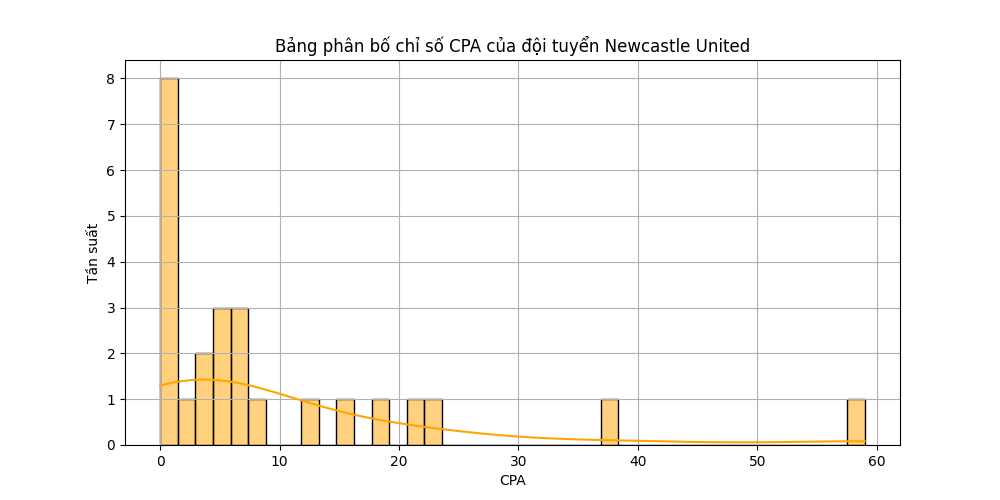 Bảng phân bố chỉ số CPA của đội tuyển Newcastle United
8
7
6
5
4
3
2
1
0
Tần suất
0 10 20 30 40 50 60
CPA